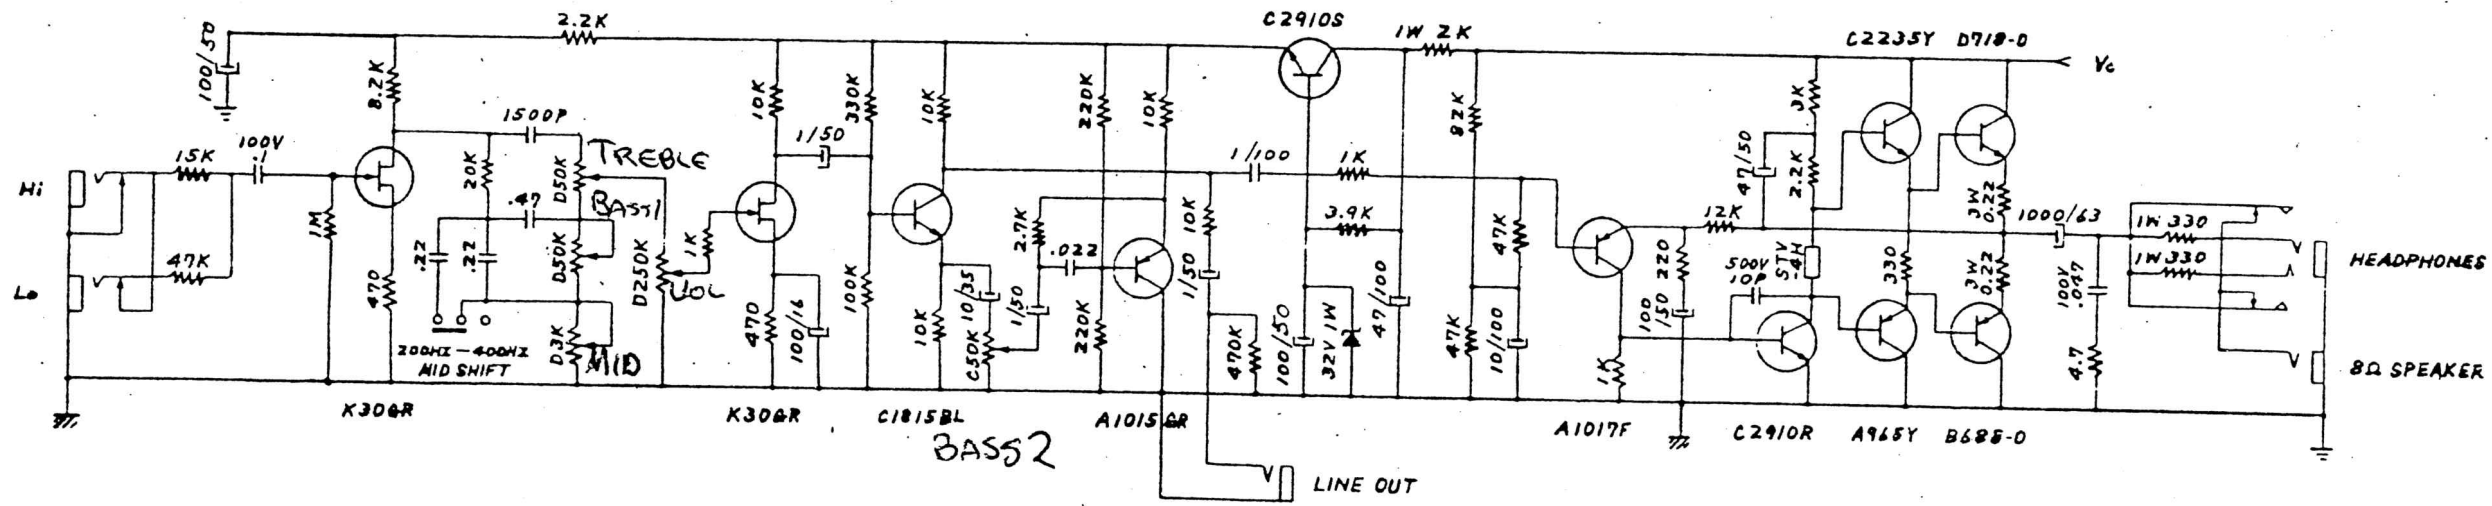 C2910S
2.2K
1W 2K
C2235Y D718-O
Vc
100/50
8.2K
10K
330K
10K
220K
10K
82K
3K
1500P
TREBLE
1/50
47/50
100V
.1
15K
Hi
20K
D50K
1/100
1K
2.2K
BASS1
.47
1M
D50K
.22
.22
D250K
VOL
1K
2.7K
.022
10K
3.9K
47K
12K
3W
0.22
1000/63
1W 330
1W 330
HEADPHONES
47K
Lo
470
470
100/16
100K
10K
10/35
C50K
1/50
220K
1/50
470K
100/50
32V 1W
47/100
47K
10/100
1K
220
100
/50
500V
10P
STV
-4H
330
3W
0.22
100V
.047
4.7
8Ω SPEAKER
200HZ-400HZ
MID SHIFT
D3K
MID
K30GR
K30GR
C1815BL
A1015GR
A1017F
C2910R
A965Y
B688-O
BASS2
LINE OUT